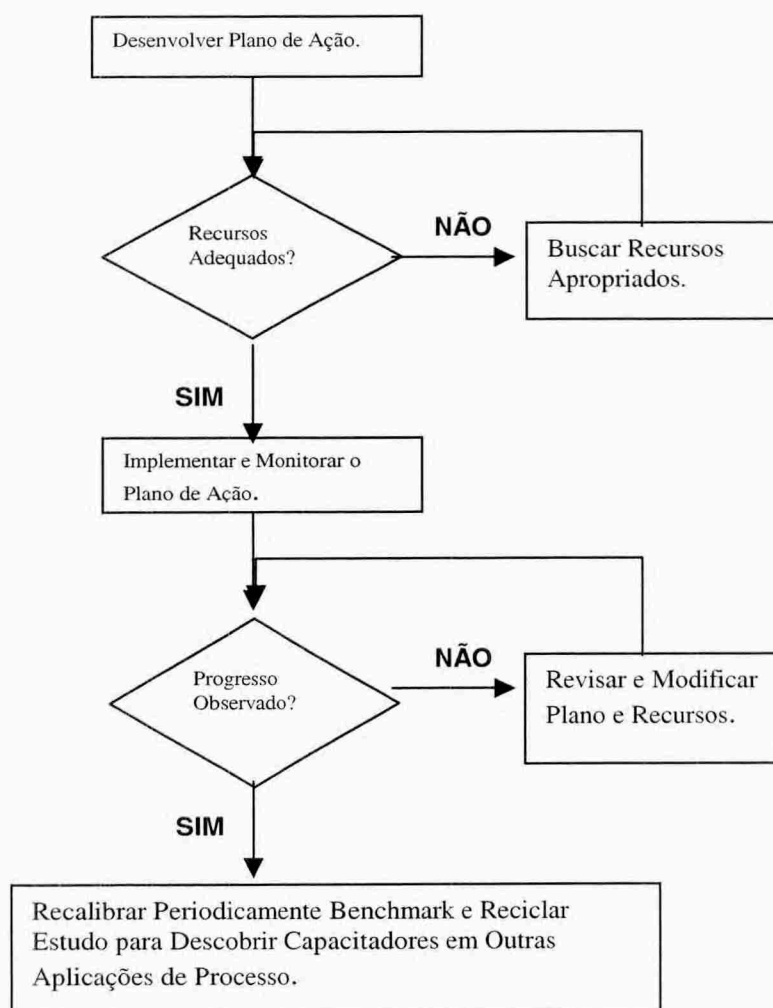 Desenvolver Plano de Ação.
Recursos
Adequados?
NÃO
Buscar Recursos
Apropriados.
SIM
Implementar e Monitorar o
Plano de Ação.
Progresso
Observado?
NÃO
Revisar e Modificar
Plano e Recursos.
SIM
Recalibrar Periodicamente Benchmark e Reciclar
Estudo para Descobrir Capacitadores em Outras
Aplicações de Processo.